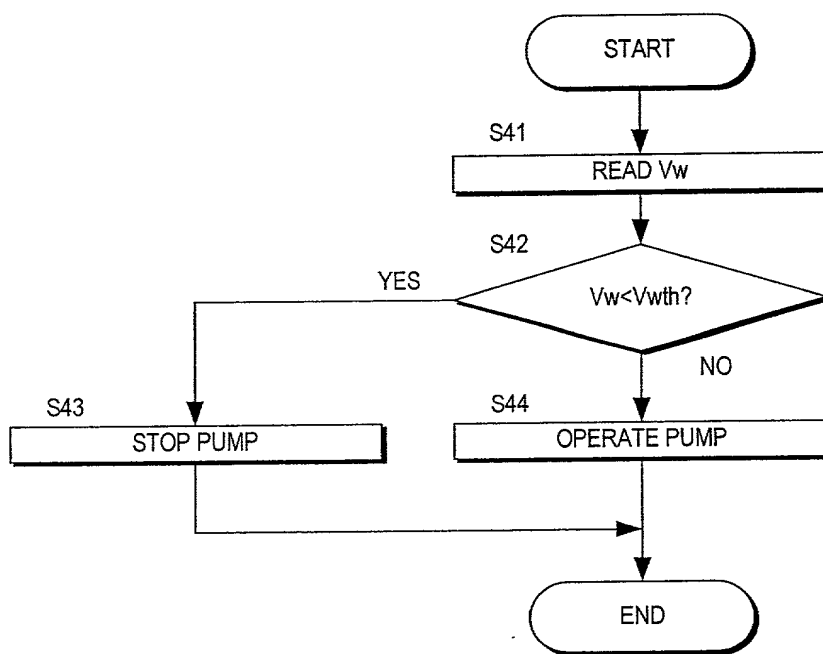 START
S41
READ Vw
S42
YES
Vw<Vwth?
NO
S43
S44
STOP PUMP
OPERATE PUMP
END